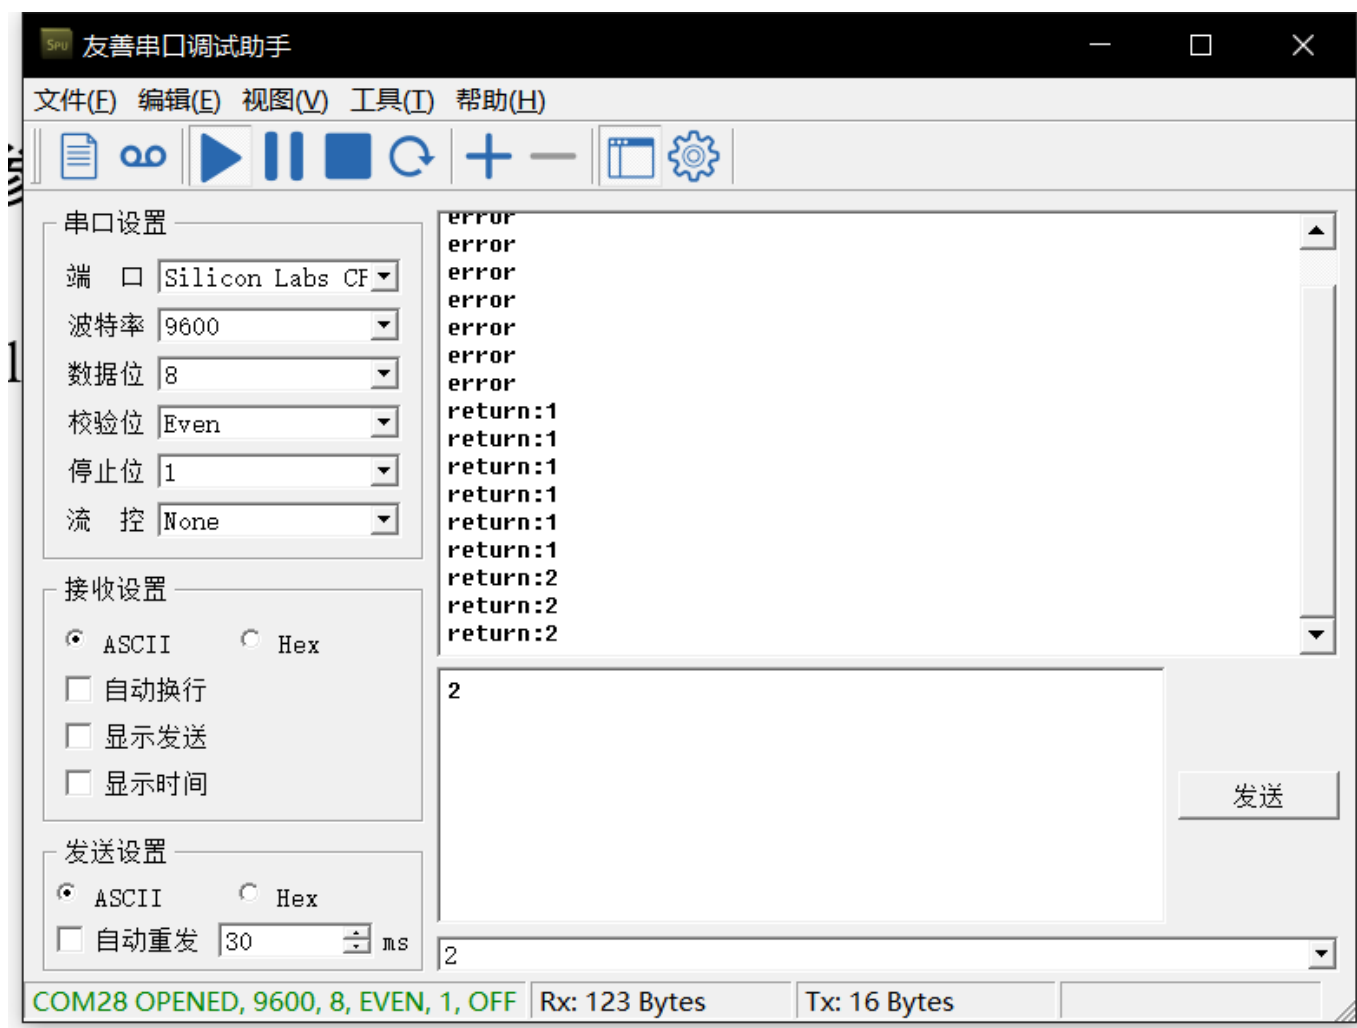 SPU 友善串口调试助手
文件(F) 编辑(E) 视图(V) 工具(T) 帮助(H)
串口设置
端 口 Silicon Labs CP
波特率 9600
数据位 8
校验位 Even
停止位 1
流 控 None
接收设置
ASCII Hex
自动换行
显示发送
显示时间
发送设置
ASCII Hex
自动重发 30 ms
error
error
error
error
error
error
error
return:1
return:1
return:1
return:1
return:1
return:1
return:2
return:2
return:2
2
发送
2
COM28 OPENED, 9600, 8, EVEN, 1, OFF Rx: 123 Bytes Tx: 16 Bytes